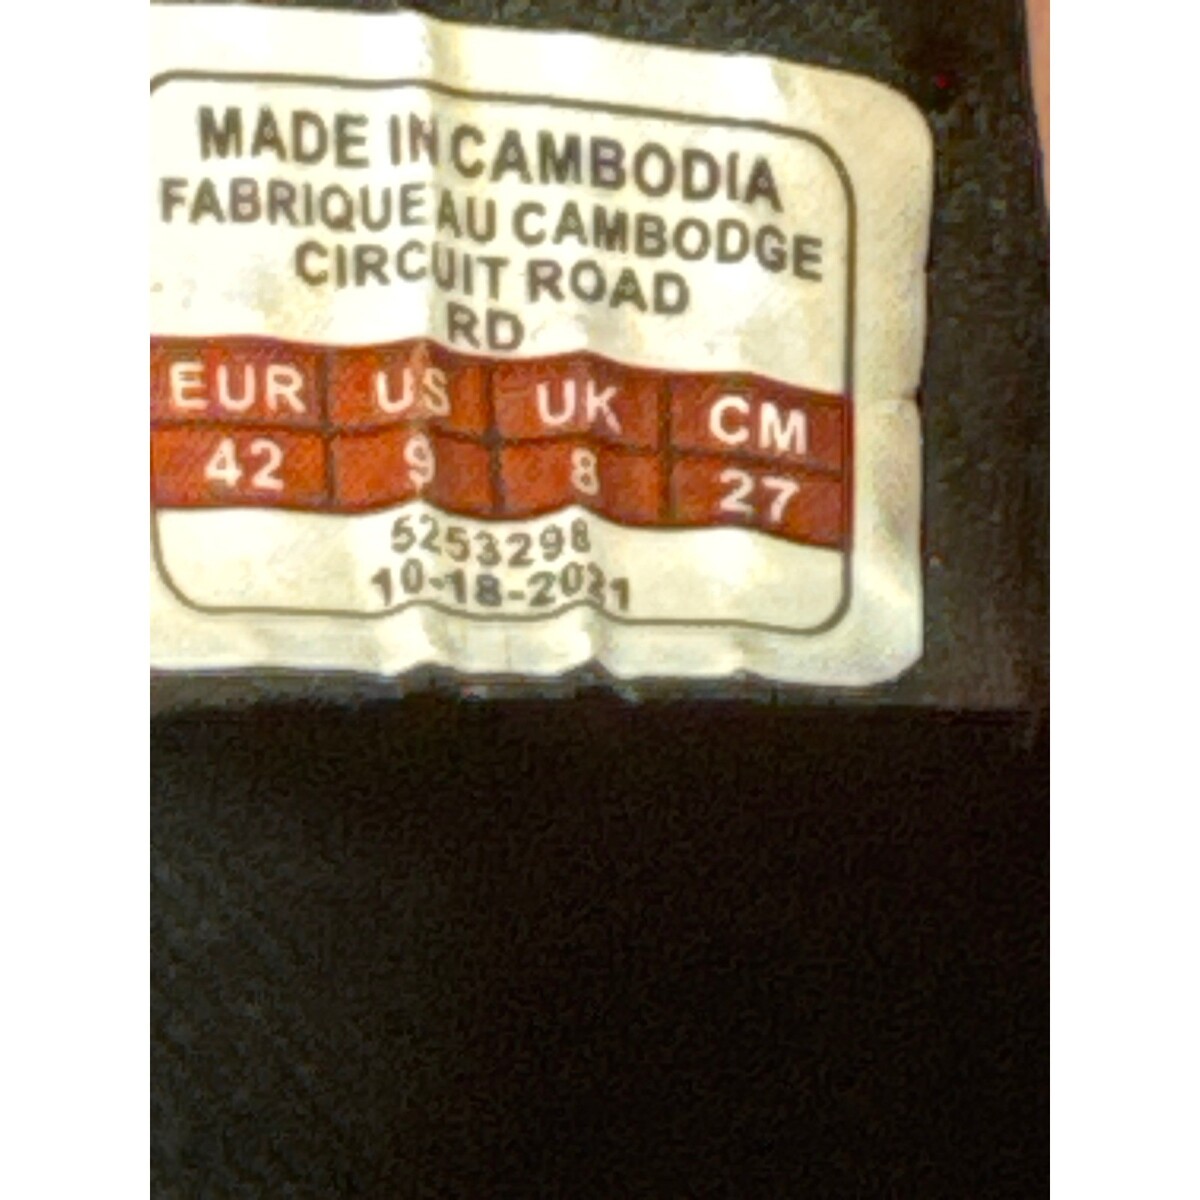 MADE IN CAMBODIA
FABRIQUE AU CAMBODGE
CIRCUIT ROAD
RD
EUR US UK CM
42 9 8 27
5253298
10-18-2021